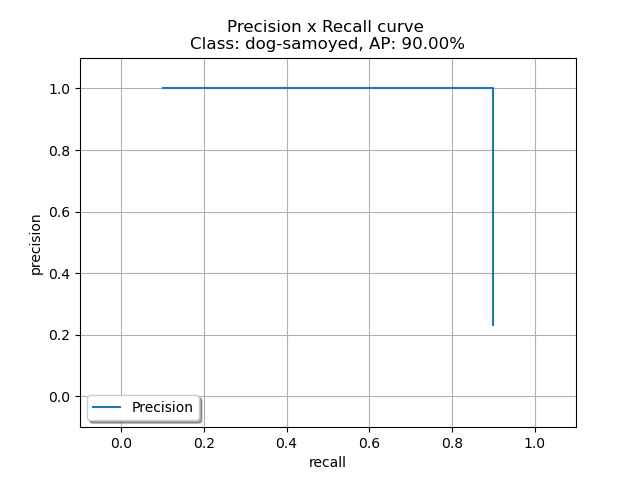 Precision x Recall curve
Class: dog-samoyed, AP: 90.00%
1.0
0.8
0.6
0.4
0.2
0.0
precision
Precision
0.0 0.2 0.4 0.6 0.8 1.0
recall